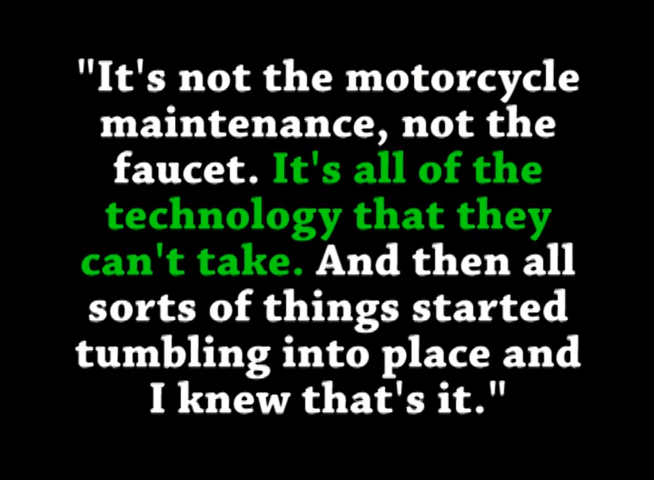 "It's not the motorcycle
maintenance, not the
faucet. It's all of the
technology that they
can't take. And then all
sorts of things started
tumbling into place and
I knew that's it."